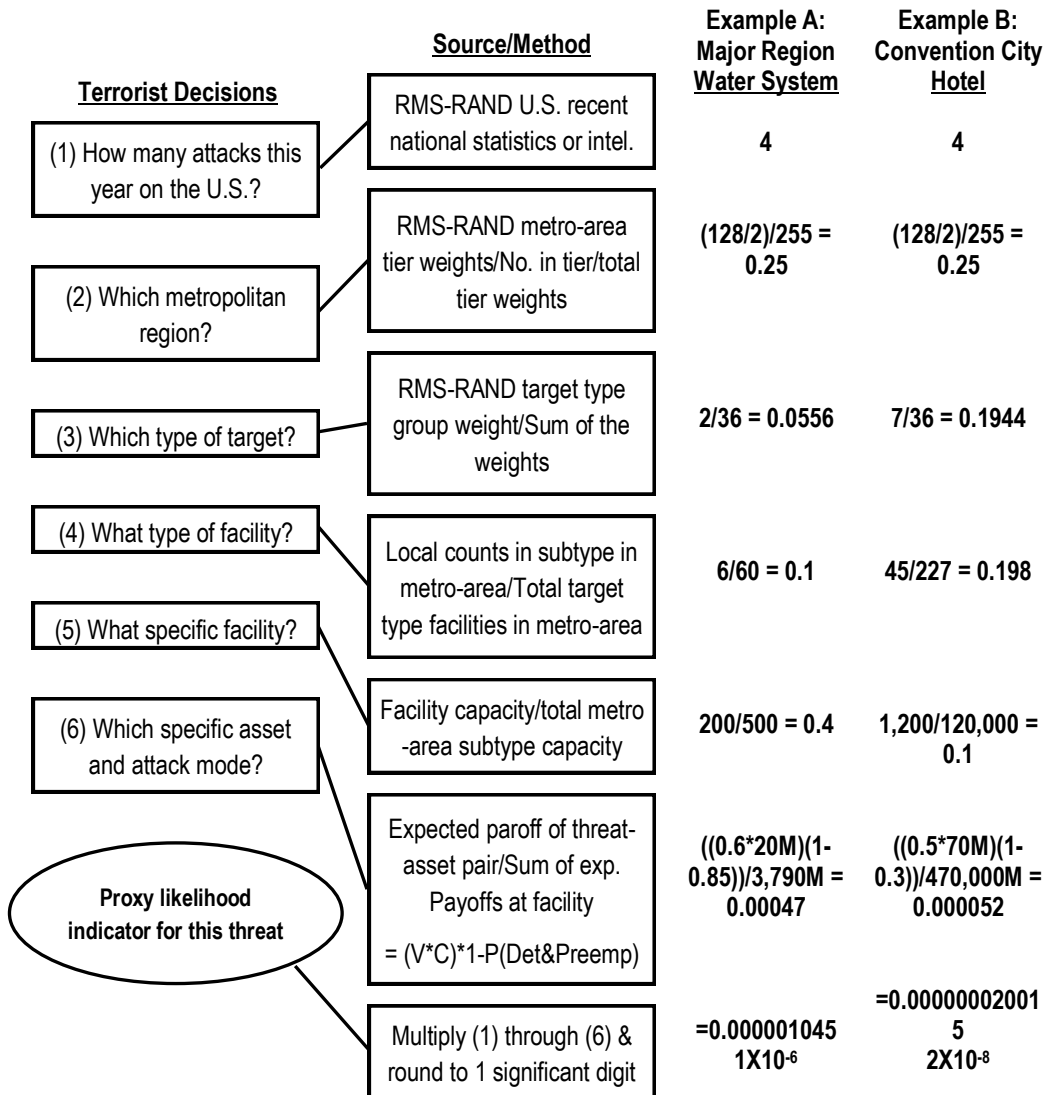 Terrorist Decisions
(1) How many attacks this
year on the U.S.?
(2) Which metropolitan
region?
(3) Which type of target?
(4) What type of facility?
(5) What specific facility?
(6) Which specific asset
and attack mode?
Proxy likelihood
indicator for this threat
Source/Method
RMS-RAND U.S. recent
national statistics or intel.
RMS-RAND metro-area
tier weights/No. in tier/total
tier weights
RMS-RAND target type
group weight/Sum of the
weights
Local counts in subtype in
metro-area/Total target
type facilities in metro-area
Facility capacity/total metro
-area subtype capacity
Expected paroff of threat-
asset pair/Sum of exp.
Payoffs at facility
= (V*C)*1-P(Det&Preemp)
Multiply (1) through (6) &
round to 1 significant digit
Example A:
Major Region
Water System
4
(128/2)/255 =
0.25
2/36 = 0.0556
6/60 = 0.1
200/500 = 0.4
((0.6*20M)(1-
0.85))/3,790M =
0.00047
=0.000001045
1X10-6
Example B:
Convention City
Hotel
4
(128/2)/255 =
0.25
7/36 = 0.1944
45/227 = 0.198
1,200/120,000 =
0.1
((0.5*70M)(1-
0.3))/470,000M =
0.000052
=0.00000002001
5
2X10-8